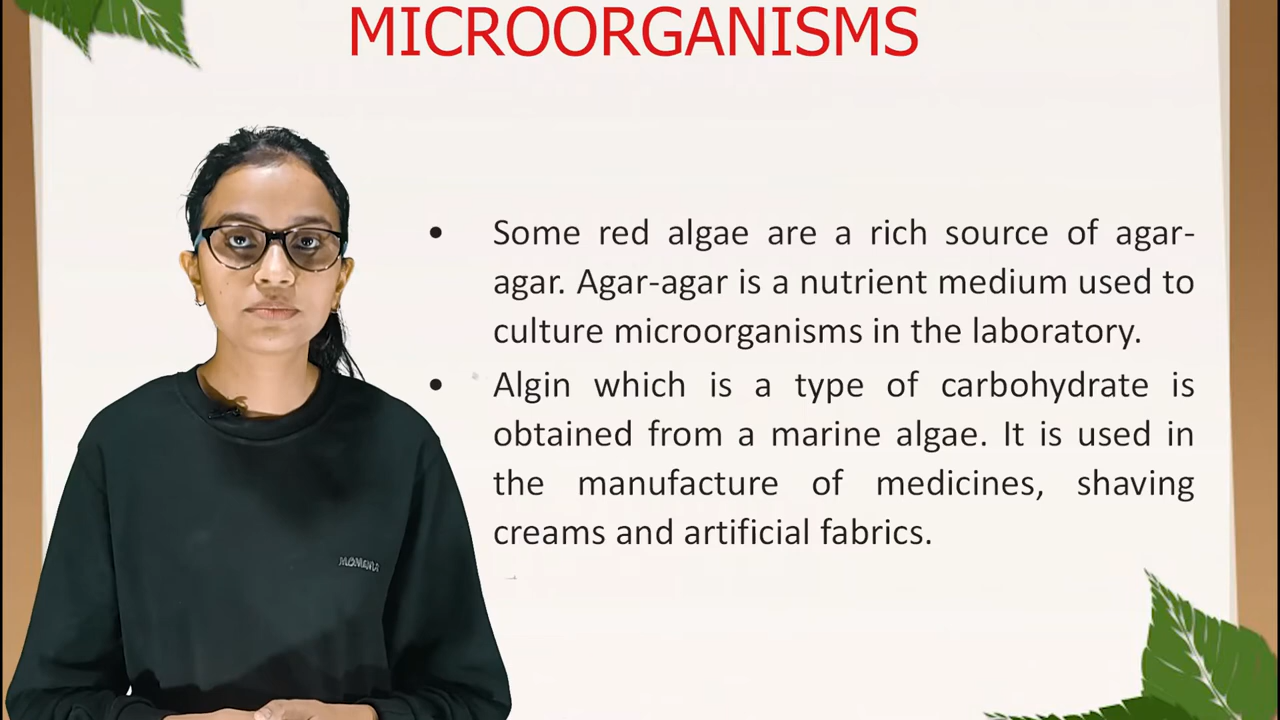 MICROORGANISMS
• Some red algae are a rich source of agar-
agar. Agar-agar is a nutrient medium used to
culture microorganisms in the laboratory.
• Algin which is a type of carbohydrate is
obtained from a marine algae. It is used in
the manufacture of medicines, shaving
creams and artificial fabrics.